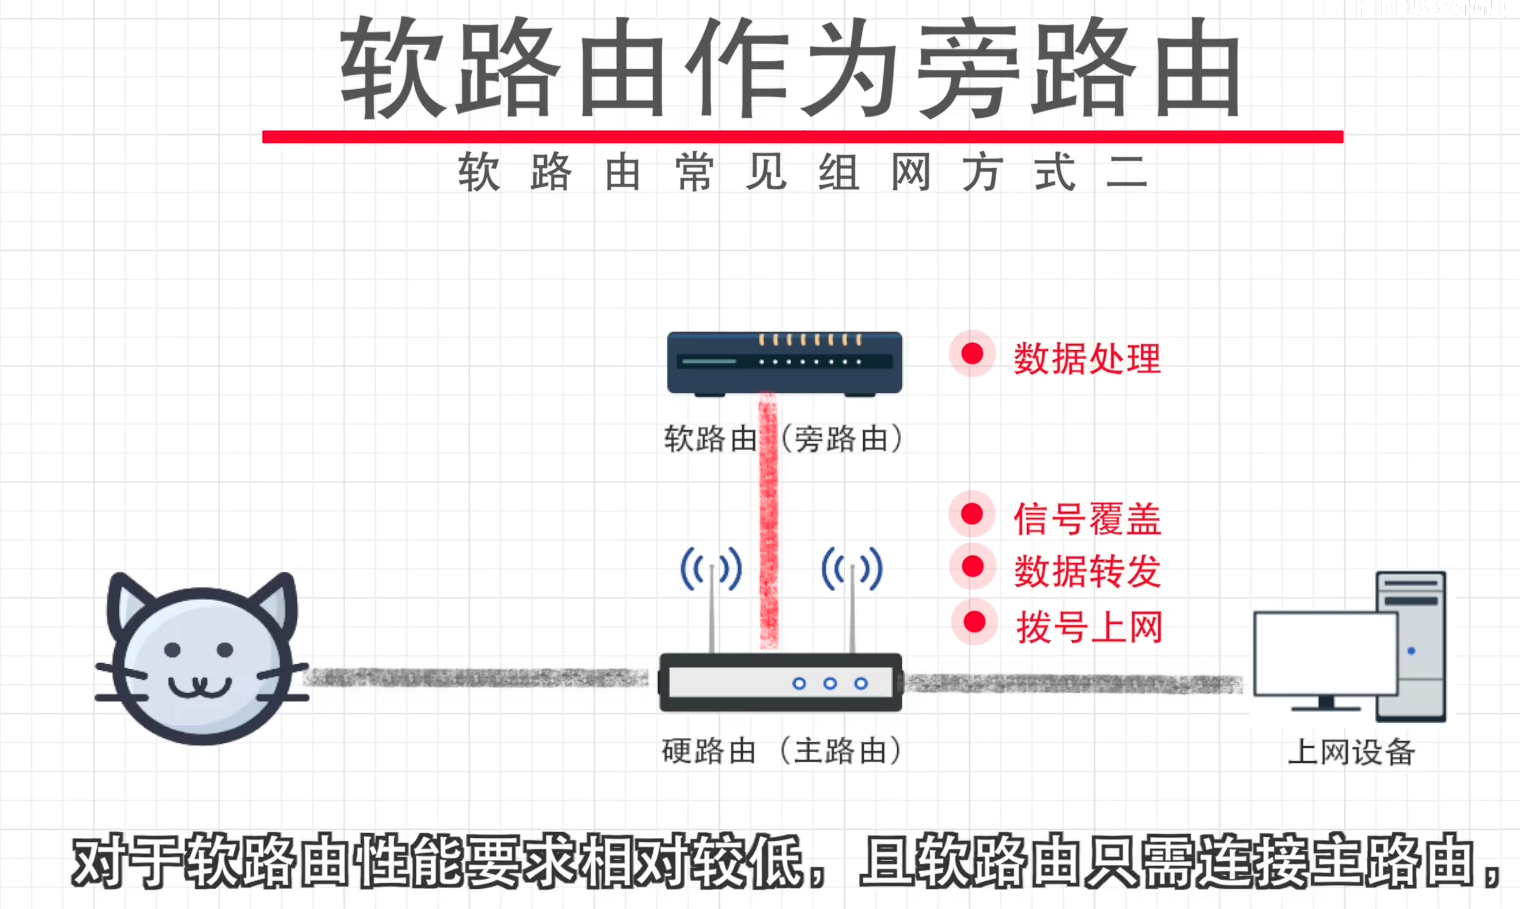 软路由作为旁路由
软路由常见组网方式二
数据处理
软路由（旁路由）
信号覆盖
数据转发
拨号上网
硬路由（主路由）
上网设备
对于软路由性能要求相对较低，且软路由只需连接主路由，